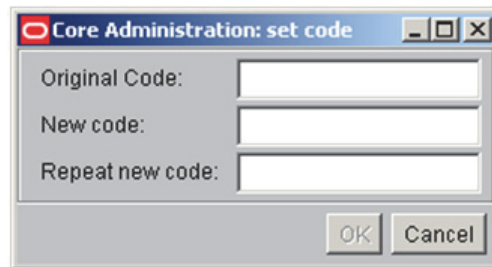 Core Administration: set code
Original Code:
New code:
Repeat new code:
OK Cancel